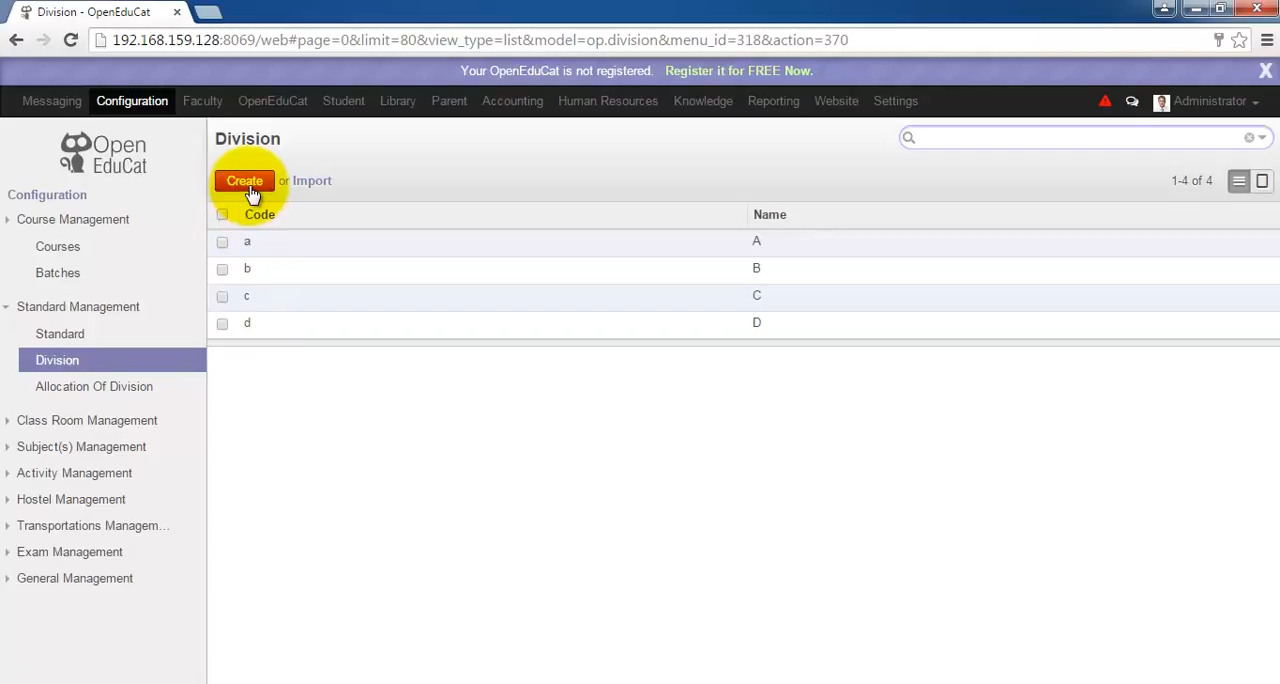 Division - OpenEduCat ×
192.168.159.128:8069/web#page=0&limit=80&view_type=list&model=op.division&menu_id=318&action=370
Your OpenEduCat is not registered. Register it for FREE Now. X
Messaging Configuration Faculty OpenEduCat Student Library Parent Accounting Human Resources Knowledge Reporting Website Settings Administrator
Open EduCat
Configuration
Course Management
Courses
Batches
Standard Management
Standard
Division
Allocation Of Division
Class Room Management
Subject(s) Management
Activity Management
Hostel Management
Transportations Managem...
Exam Management
General Management
Division
Create or Import 1-4 of 4
Code Name
a A
b B
c C
d D